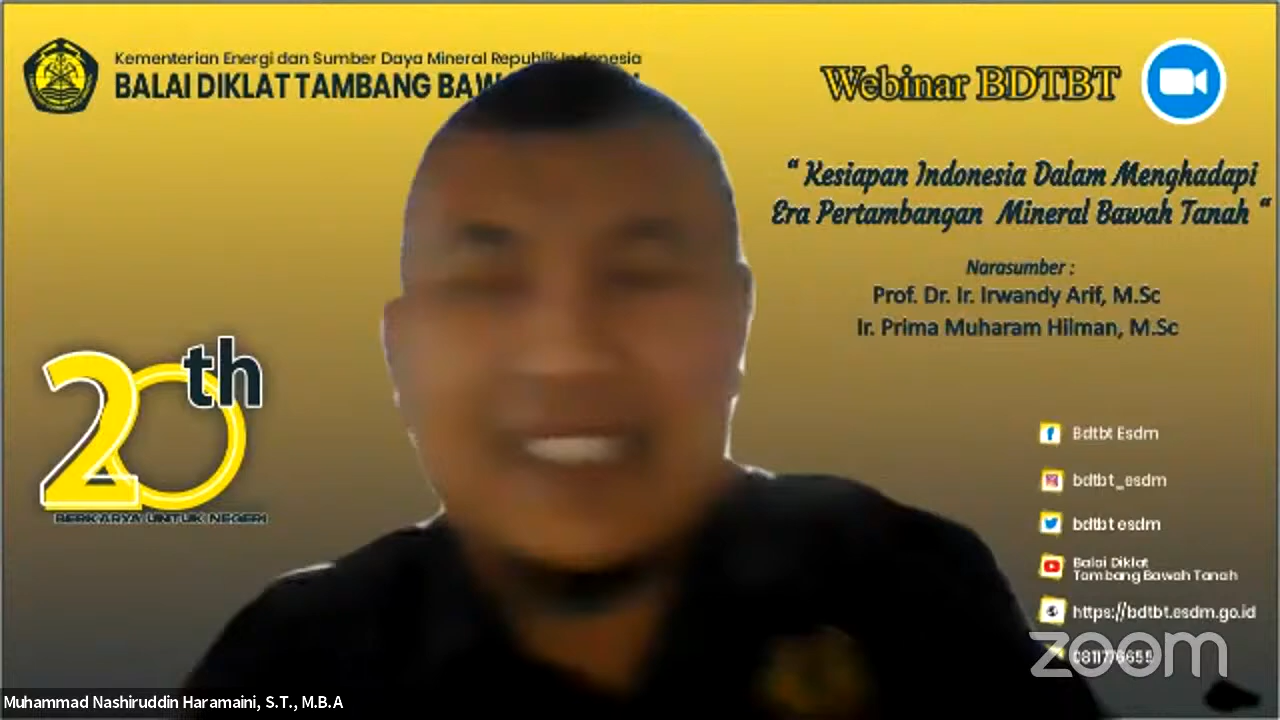 Kementerian Energi dan Sumber Daya Mineral Republik Indonesia
BALAI DIKLAT TAMBANG
Webinar BDTBT
“ Kesiapan Indonesia Dalam Menghadapi
Era Pertambangan Mineral Bawah Tanah “
Narasumber :
Prof. Dr. Ir. Irwandy Arif, M.Sc
Ir. Prima Muharam Hilman, M.Sc
20th
BERKARYA UNTUK NEGERI
Bdtbt Esdm
bdtbt_esdm
bdtbt esdm
Balai Diklat
Tambang Bawah Tanah
https://bdtbt.esdm.go.id
zoom
Muhammad Nashiruddin Haramaini, S.T., M.B.A